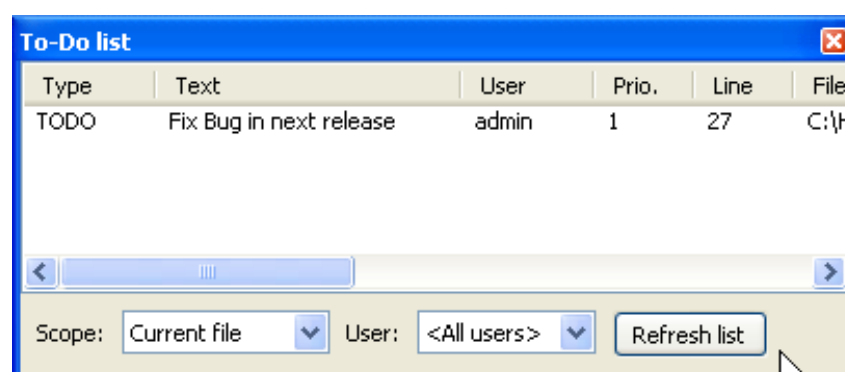 To-Do list
Type Text User Prio. Line File
TODO Fix Bug in next release admin 1 27 C:\
Scope: Current file User: <All users> Refresh list